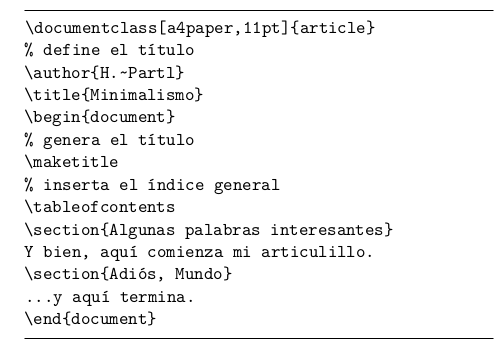 \documentclass[a4paper,11pt]{article}
% define el título
\author{H.~Partl}
\title{Minimalismo}
\begin{document}
% genera el título
\maketitle
% inserta el índice general
\tableofcontents
\section{Algunas palabras interesantes}
Y bien, aquí comienza mi articulillo.
\section{Adiós, Mundo}
...y aquí termina.
\end{document}